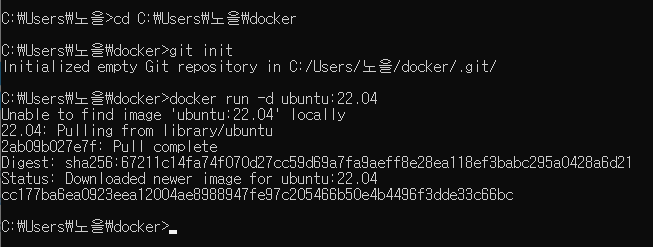 C:₩Users₩노을>cd C:₩Users₩노을₩docker
C:₩Users₩노을₩docker>git init
Initialized empty Git repository in C:/Users/노을/docker/.git/
C:₩Users₩노을₩docker>docker run -d ubuntu:22.04
Unable to find image 'ubuntu:22.04' locally
22.04: Pulling from library/ubuntu
2ab09b027e7f: Pull complete
Digest: sha256:67211c14fa74f070d27cc59d69a7fa9aeff8e28ea118ef3babc295a0428a6d21
Status: Downloaded newer image for ubuntu:22.04
cc177ba6ea0923eea12004ae8988947fe97c205466b50e4b4496f3dde33c66bc
C:₩Users₩노을₩docker>